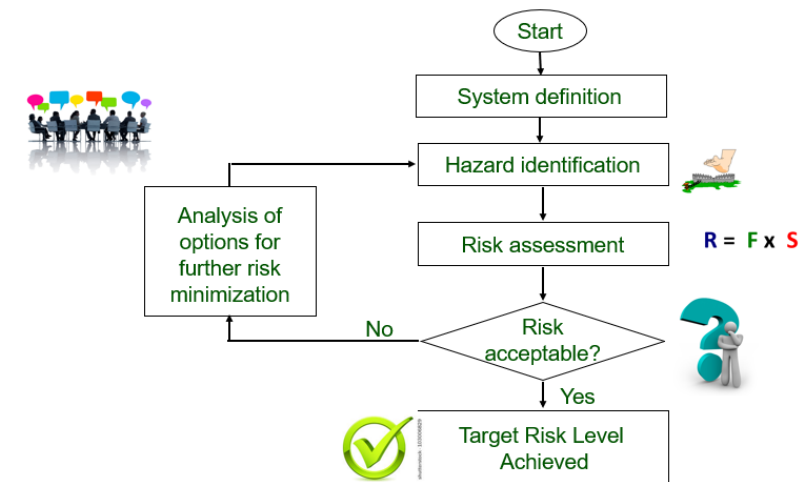 Start
System definition
Hazard identification
Analysis of
options for
further risk
minimization
Risk assessment
R = F x S
No
Risk
acceptable?
Yes
Target Risk Level
Achieved